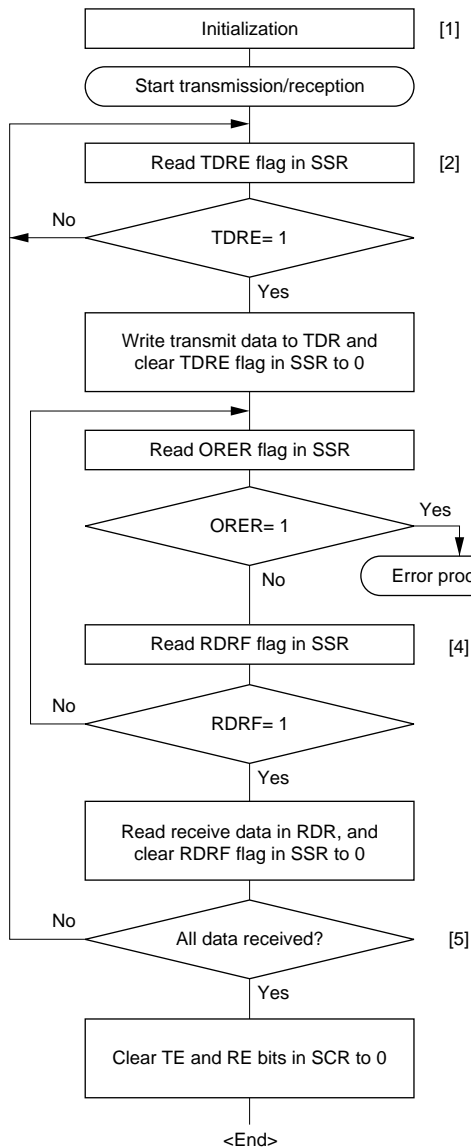 Initialization [1]
Start transmission/reception
Read TDRE flag in SSR [2]
No
TDRE= 1
Yes
Write transmit data to TDR and
clear TDRE flag in SSR to 0
Read ORER flag in SSR
Yes
ORER= 1
No
Error proc
Read RDRF flag in SSR [4]
No
RDRF= 1
Yes
Read receive data in RDR, and
clear RDRF flag in SSR to 0
No
All data received? [5]
Yes
Clear TE and RE bits in SCR to 0
<End>